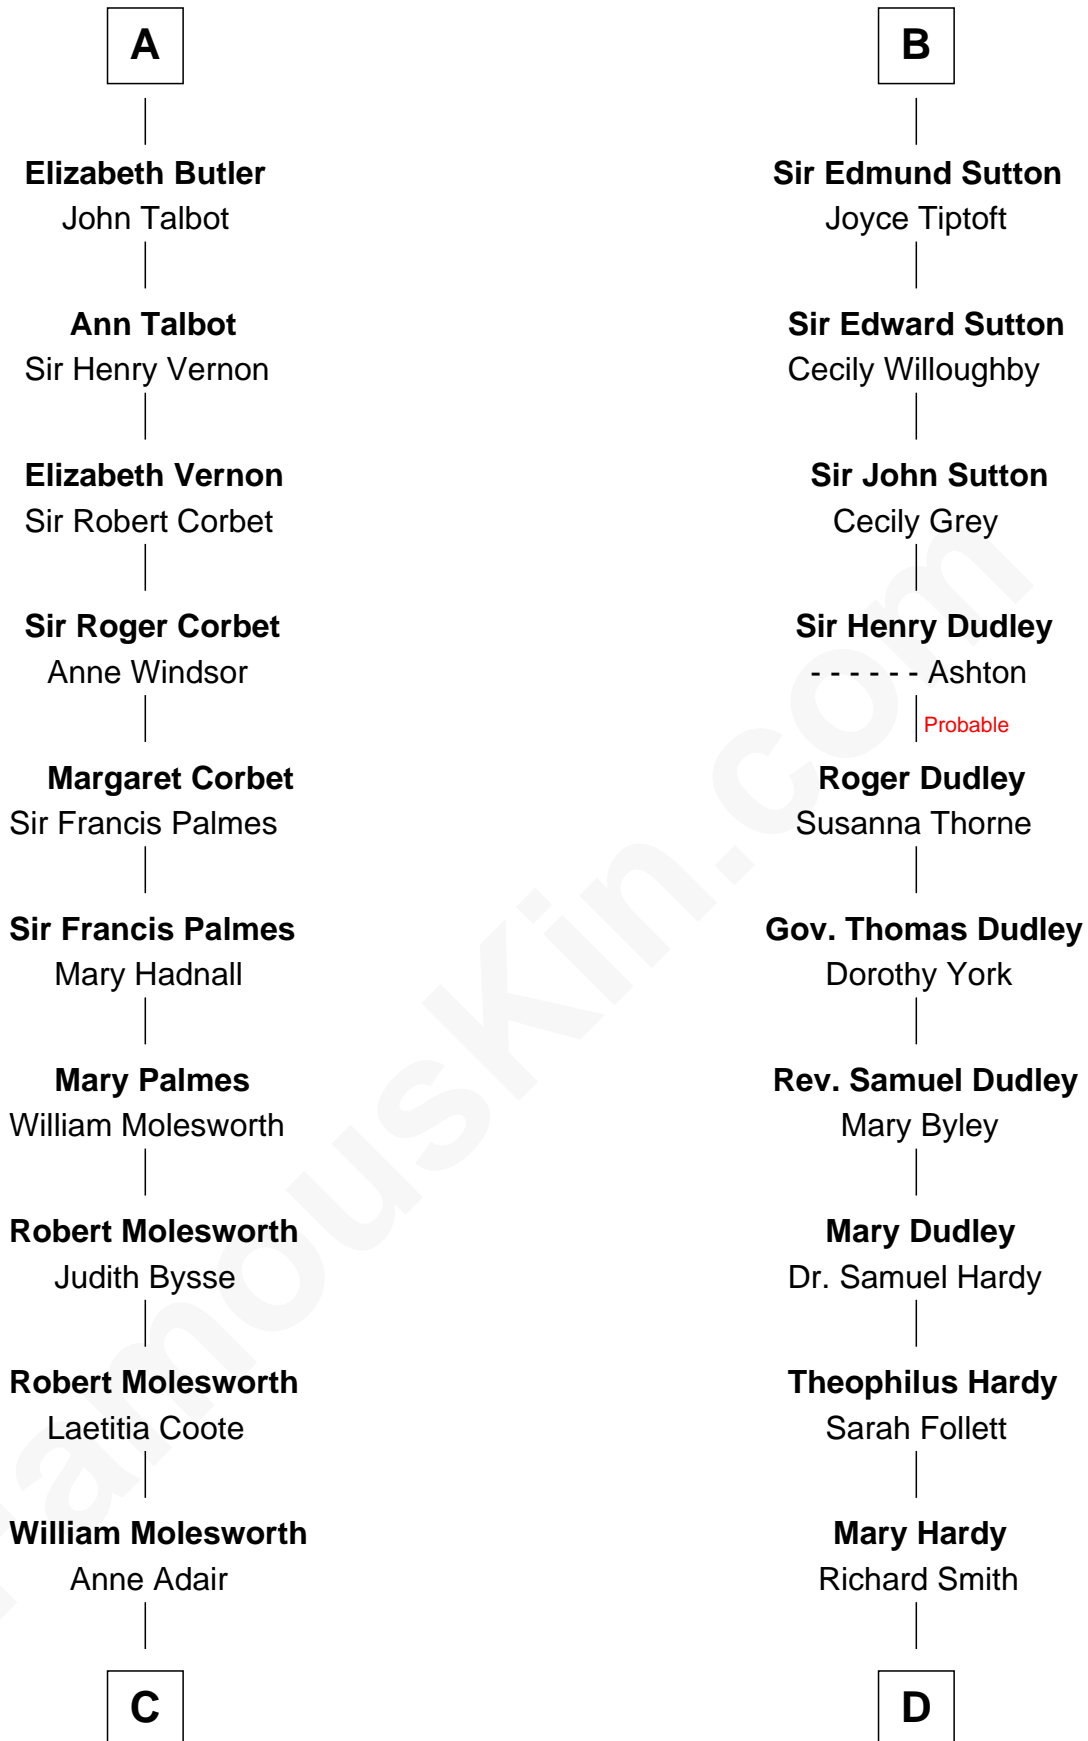 A
Elizabeth Butler
John Talbot
Ann Talbot
Sir Henry Vernon
Elizabeth Vernon
Sir Robert Corbet
Sir Roger Corbet
Anne Windsor
Margaret Corbet
Sir Francis Palmes
Sir Francis Palmes
Mary Hadnall
Mary Palmes
William Molesworth
Robert Molesworth
Judith Bysse
Robert Molesworth
Laetitia Coote
William Molesworth
Anne Adair
C
B
Sir Edmund Sutton
Joyce Tiptoft
Sir Edward Sutton
Cecily Willoughby
Sir John Sutton
Cecily Grey
Sir Henry Dudley
- - - - - - Ashton
Probable
Roger Dudley
Susanna Thorne
Gov. Thomas Dudley
Dorothy York
Rev. Samuel Dudley
Mary Byley
Mary Dudley
Dr. Samuel Hardy
Theophilus Hardy
Sarah Follett
Mary Hardy
Richard Smith
D
FamousKin.com